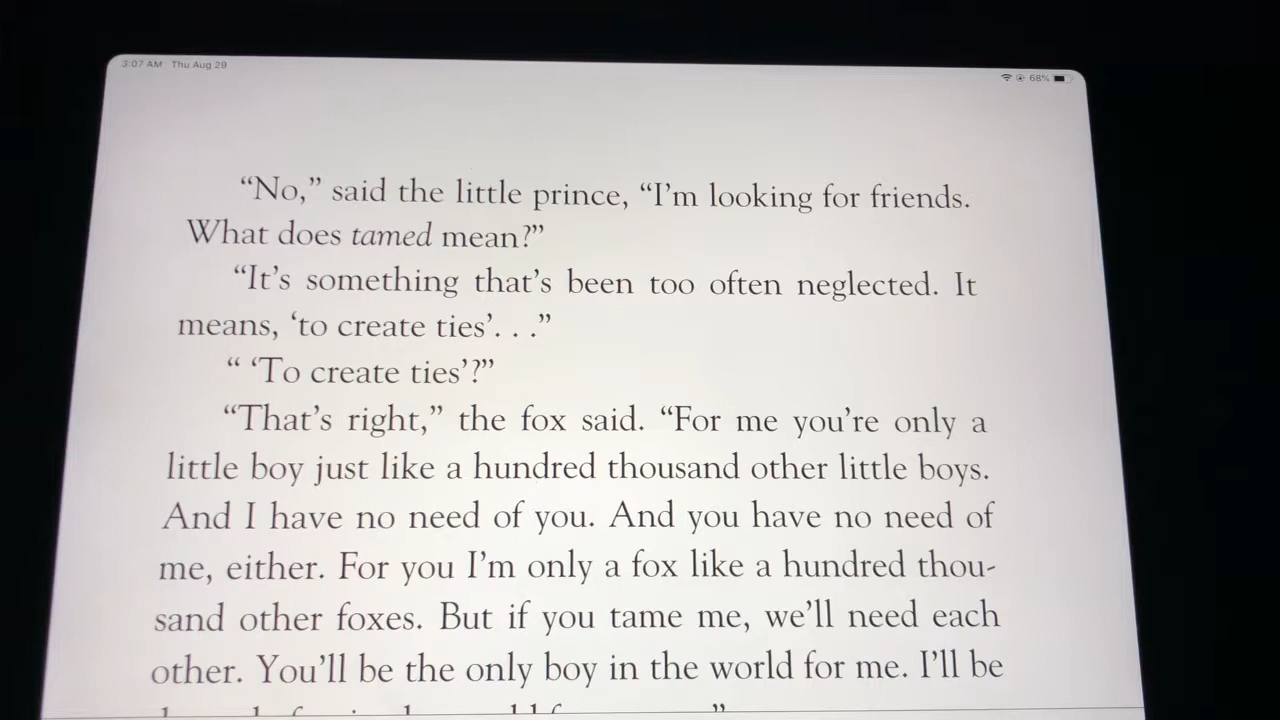 3:07 AM Thu Aug 29
68%
“No,” said the little prince, “I’m looking for friends.
What does tamed mean?”
“It’s something that’s been too often neglected. It
means, ‘to create ties’. . .”
“ ‘To create ties’?”
“That’s right,” the fox said. “For me you’re only a
little boy just like a hundred thousand other little boys.
And I have no need of you. And you have no need of
me, either. For you I’m only a fox like a hundred thou-
sand other foxes. But if you tame me, we’ll need each
other. You’ll be the only boy in the world for me. I’ll be